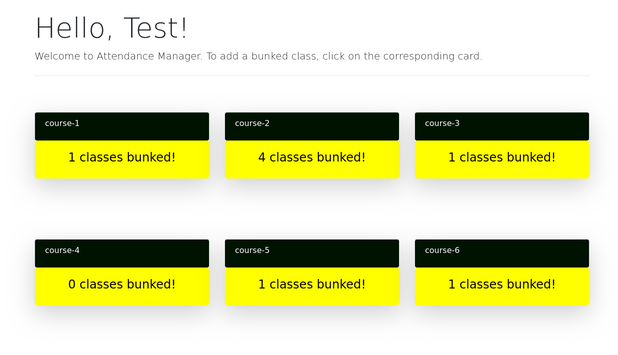 Hello, Test!
Welcome to Attendance Manager. To add a bunked class, click on the corresponding card.
course-1
1 classes bunked!
course-2
4 classes bunked!
course-3
1 classes bunked!
course-4
0 classes bunked!
course-5
1 classes bunked!
course-6
1 classes bunked!